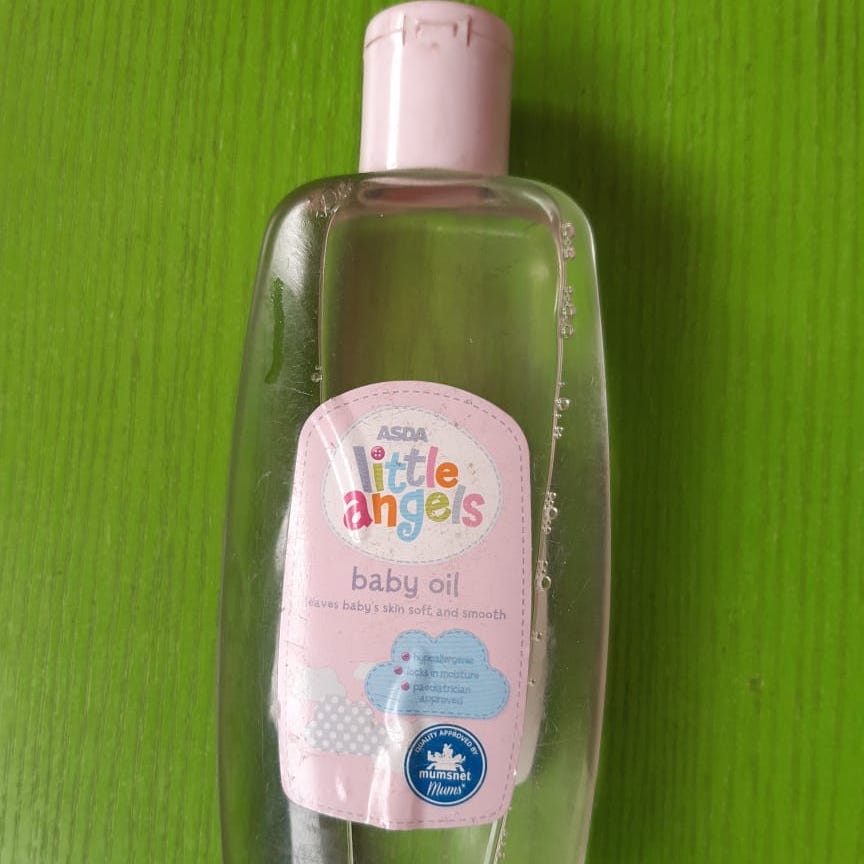 ASDA
little
angels
baby oil
leaves baby's skin soft and smooth
hypoallergenic
locks in moisture
paediatrician
approved
QUALITY APPROVED BY
mumsnet
Mums